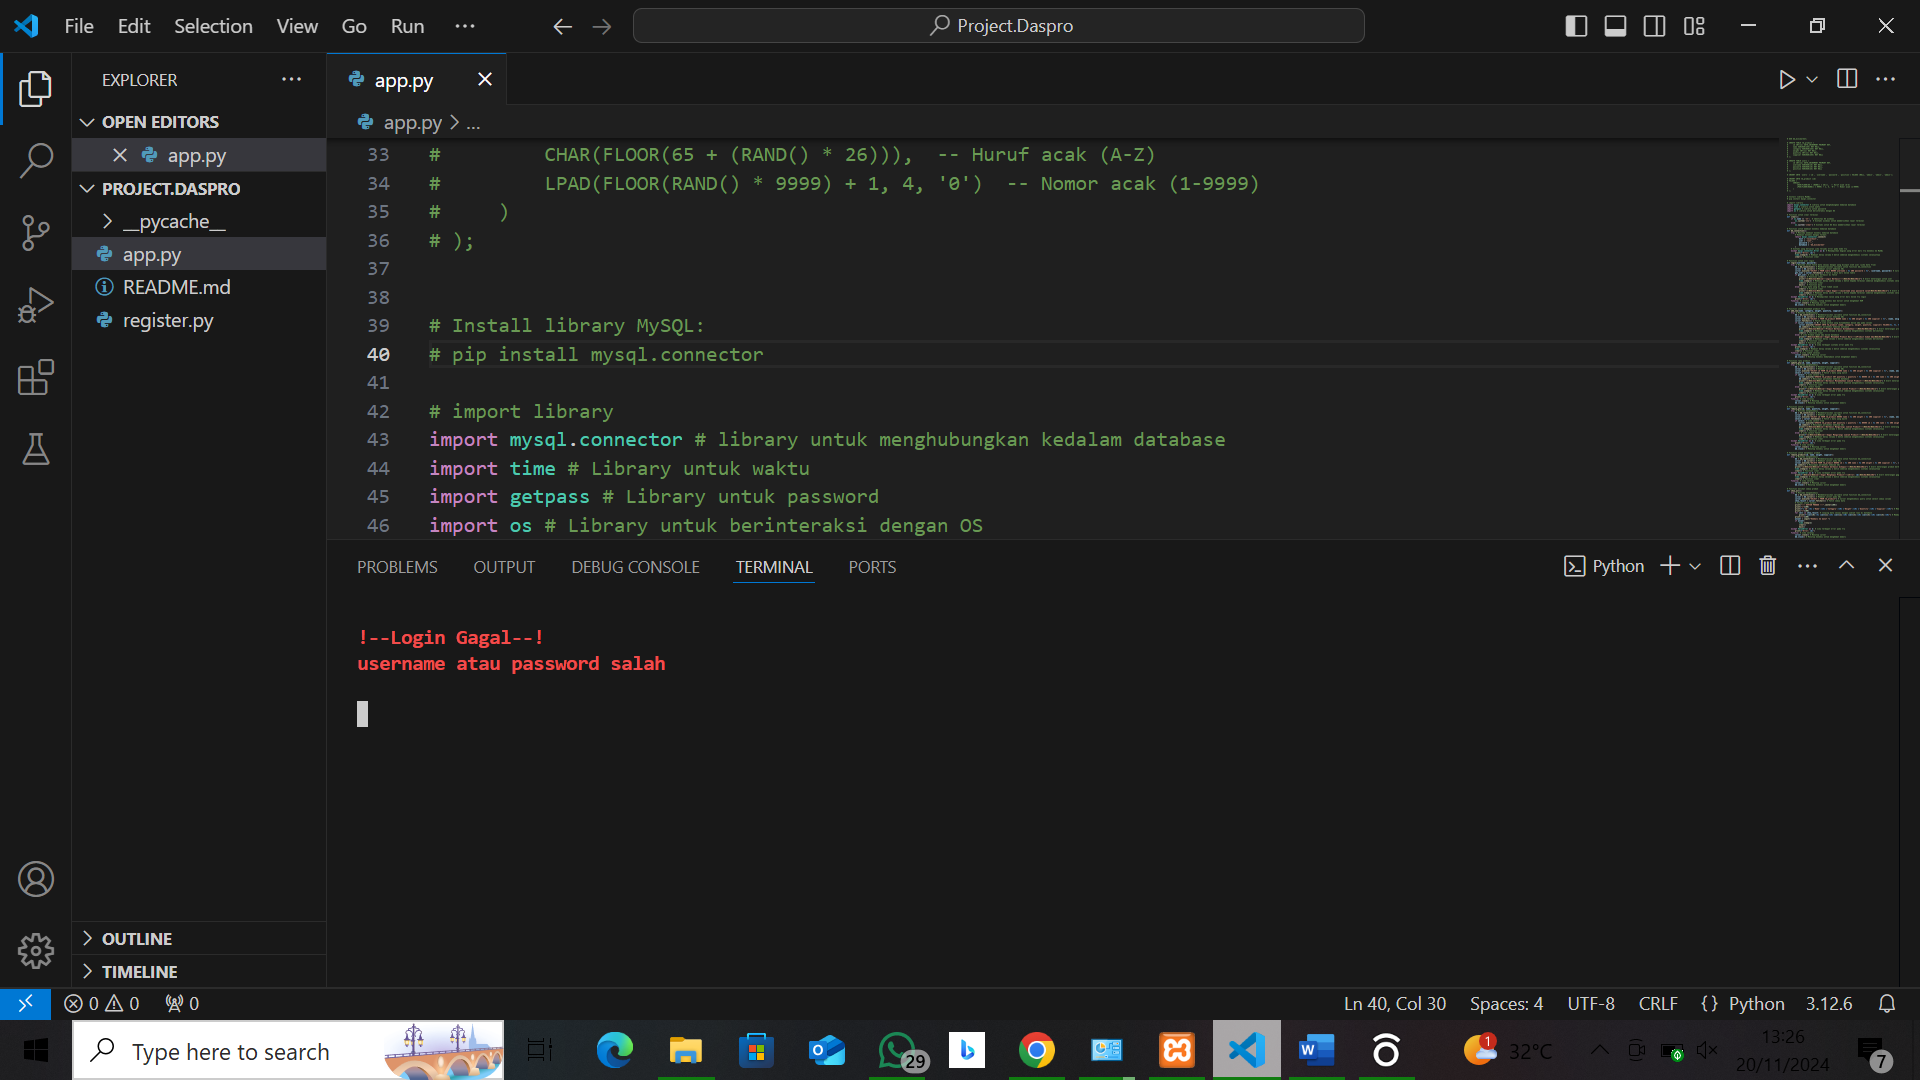 File Edit Selection View Go Run ...
Project.Daspro
EXPLORER
OPEN EDITORS
app.py
PROJECT.DASPRO
__pycache__
app.py
README.md
register.py
OUTLINE
TIMELINE
app.py
app.py > ...
33 # CHAR(FLOOR(65 + (RAND() * 26))), -- Huruf acak (A-Z)
34 # LPAD(FLOOR(RAND() * 9999) + 1, 4, '0') -- Nomor acak (1-9999)
35 # )
36 # );
37
38
39 # Install library MySQL:
40 # pip install mysql.connector
41
42 # import library
43 import mysql.connector # library untuk menghubungkan kedalam database
44 import time # Library untuk waktu
45 import getpass # Library untuk password
46 import os # Library untuk berinteraksi dengan OS
PROBLEMS OUTPUT DEBUG CONSOLE TERMINAL PORTS
Python
!--Login Gagal--!
username atau password salah
0 0 0
Ln 40, Col 30 Spaces: 4 UTF-8 CRLF {} Python 3.12.6
Type here to search
29
1
32°C
13:26
20/11/2024
7